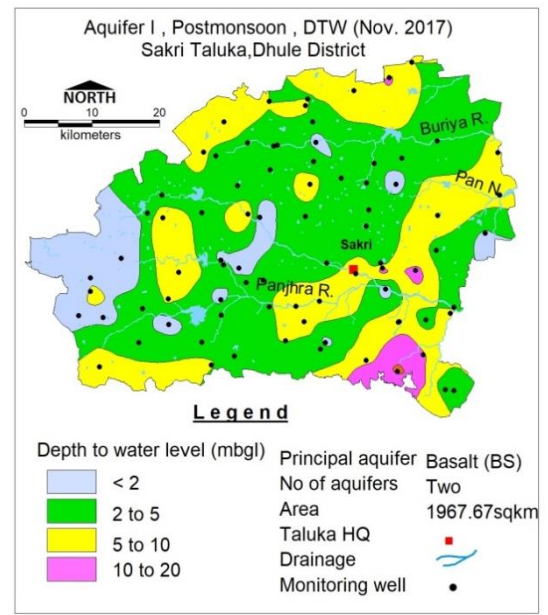 Aquifer I , Postmonsoon , DTW (Nov. 2017)
Sakri Taluka,Dhule District
NORTH
0 10 20
kilometers
Buriya R.
Pan N.
Sakri
Panjhra R.
Legend
Depth to water level (mbgl)
< 2
2 to 5
5 to 10
10 to 20
Principal aquifer Basalt (BS)
No of aquifers Two
Area 1967.67sqkm
Taluka HQ
Drainage
Monitoring well